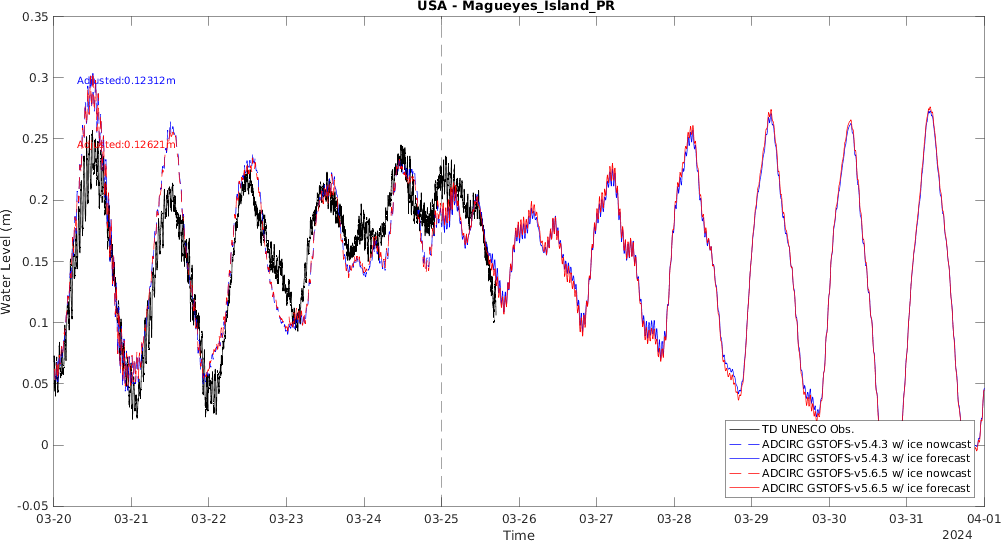 USA - Magueyes_Island_PR
0.35
0.3
0.25
0.2
0.15
0.1
0.05
0
-0.05
Water Level (m)
Adjusted:0.12312m
Adjusted:0.12621m
TD UNESCO Obs.
ADCIRC GSTOFS-v5.4.3 w/ ice nowcast
ADCIRC GSTOFS-v5.4.3 w/ ice forecast
ADCIRC GSTOFS-v5.6.5 w/ ice nowcast
ADCIRC GSTOFS-v5.6.5 w/ ice forecast
03-20 03-21 03-22 03-23 03-24 03-25 03-26 03-27 03-28 03-29 03-30 03-31 04-01
Time
2024